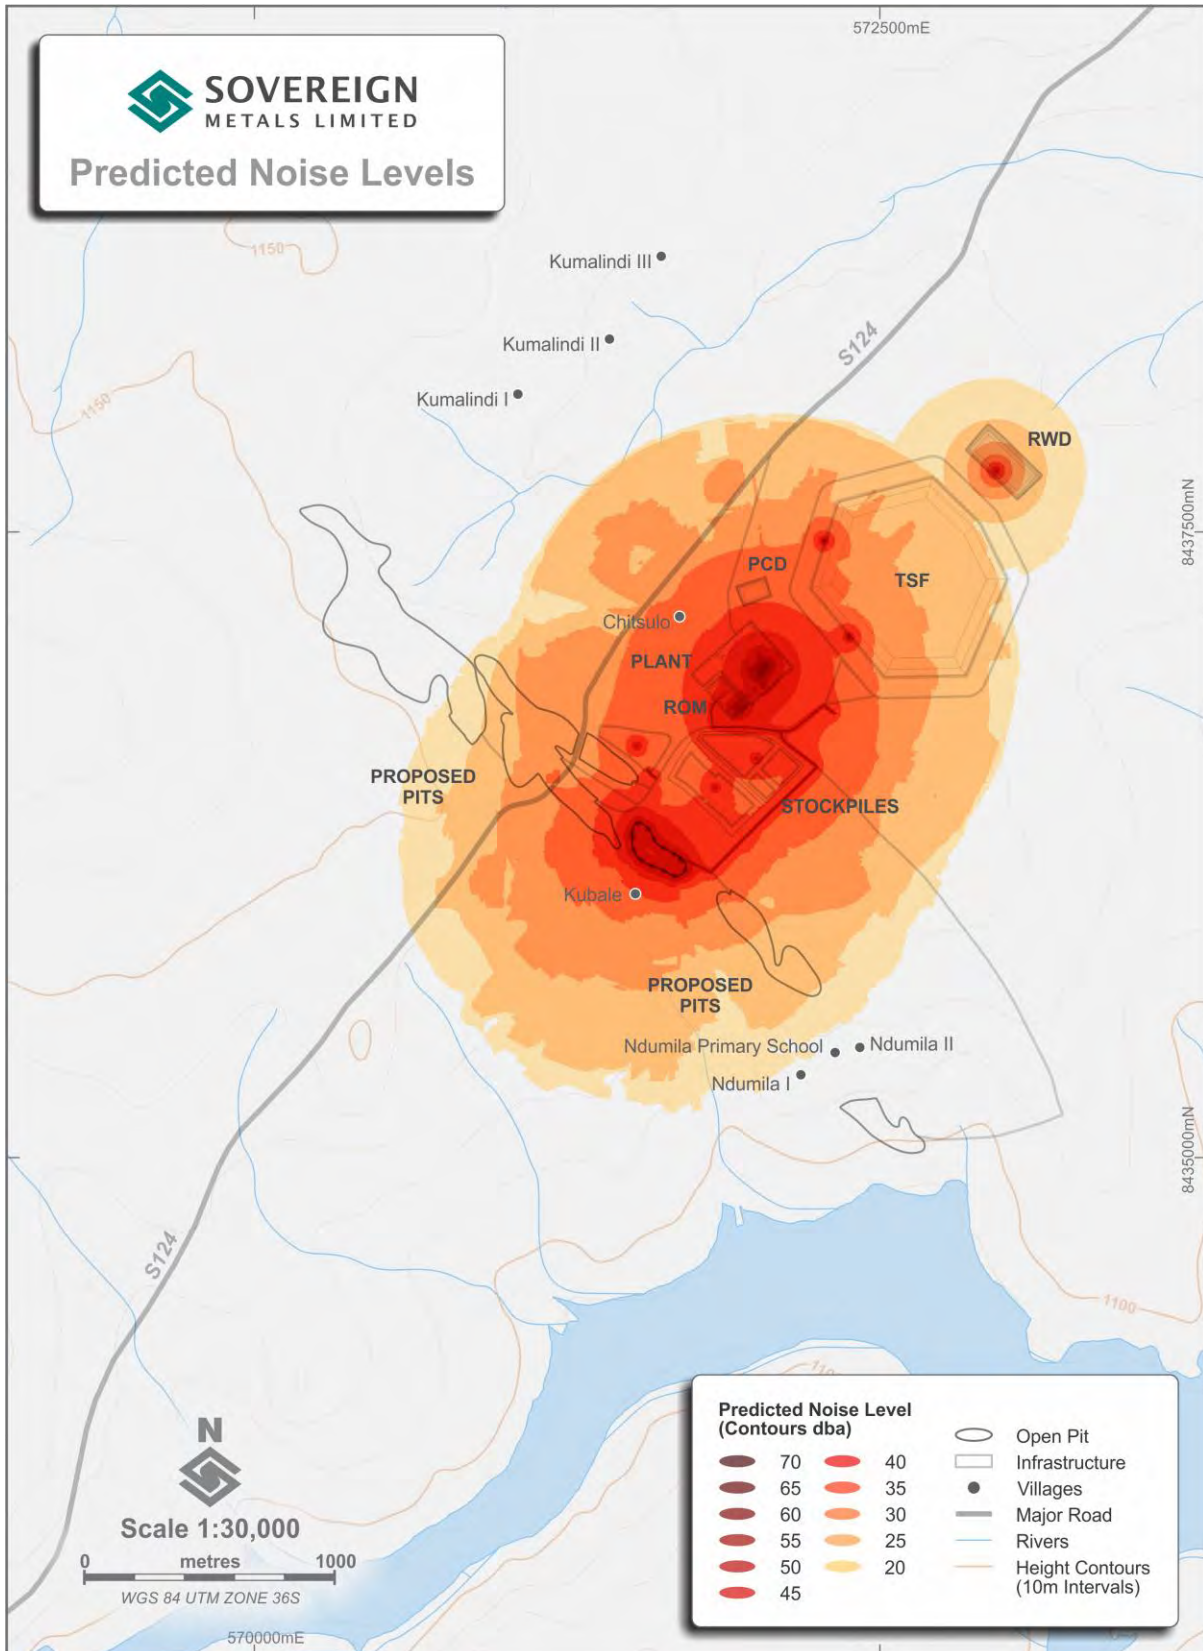 572500mE
SOVEREIGN
METALS LIMITED
Predicted Noise Levels
1150
Kumalindi III
S124
Kumalindi II
Kumalindi I
1150
RWD
8437500mN
PCD
TSF
Chitsulo
PLANT
ROM
PROPOSED
PITS
STOCKPILES
Kubale
PROPOSED
PITS
Ndumila Primary School
Ndumila II
Ndumila I
8435000mN
S124
1100
N
Scale 1:30,000
0 metres 1000
WGS 84 UTM ZONE 36S
570000mE
Predicted Noise Level
(Contours dba)
70 40
65 35
60 30
55 25
50 20
45
Open Pit
Infrastructure
Villages
Major Road
Rivers
Height Contours
(10m Intervals)